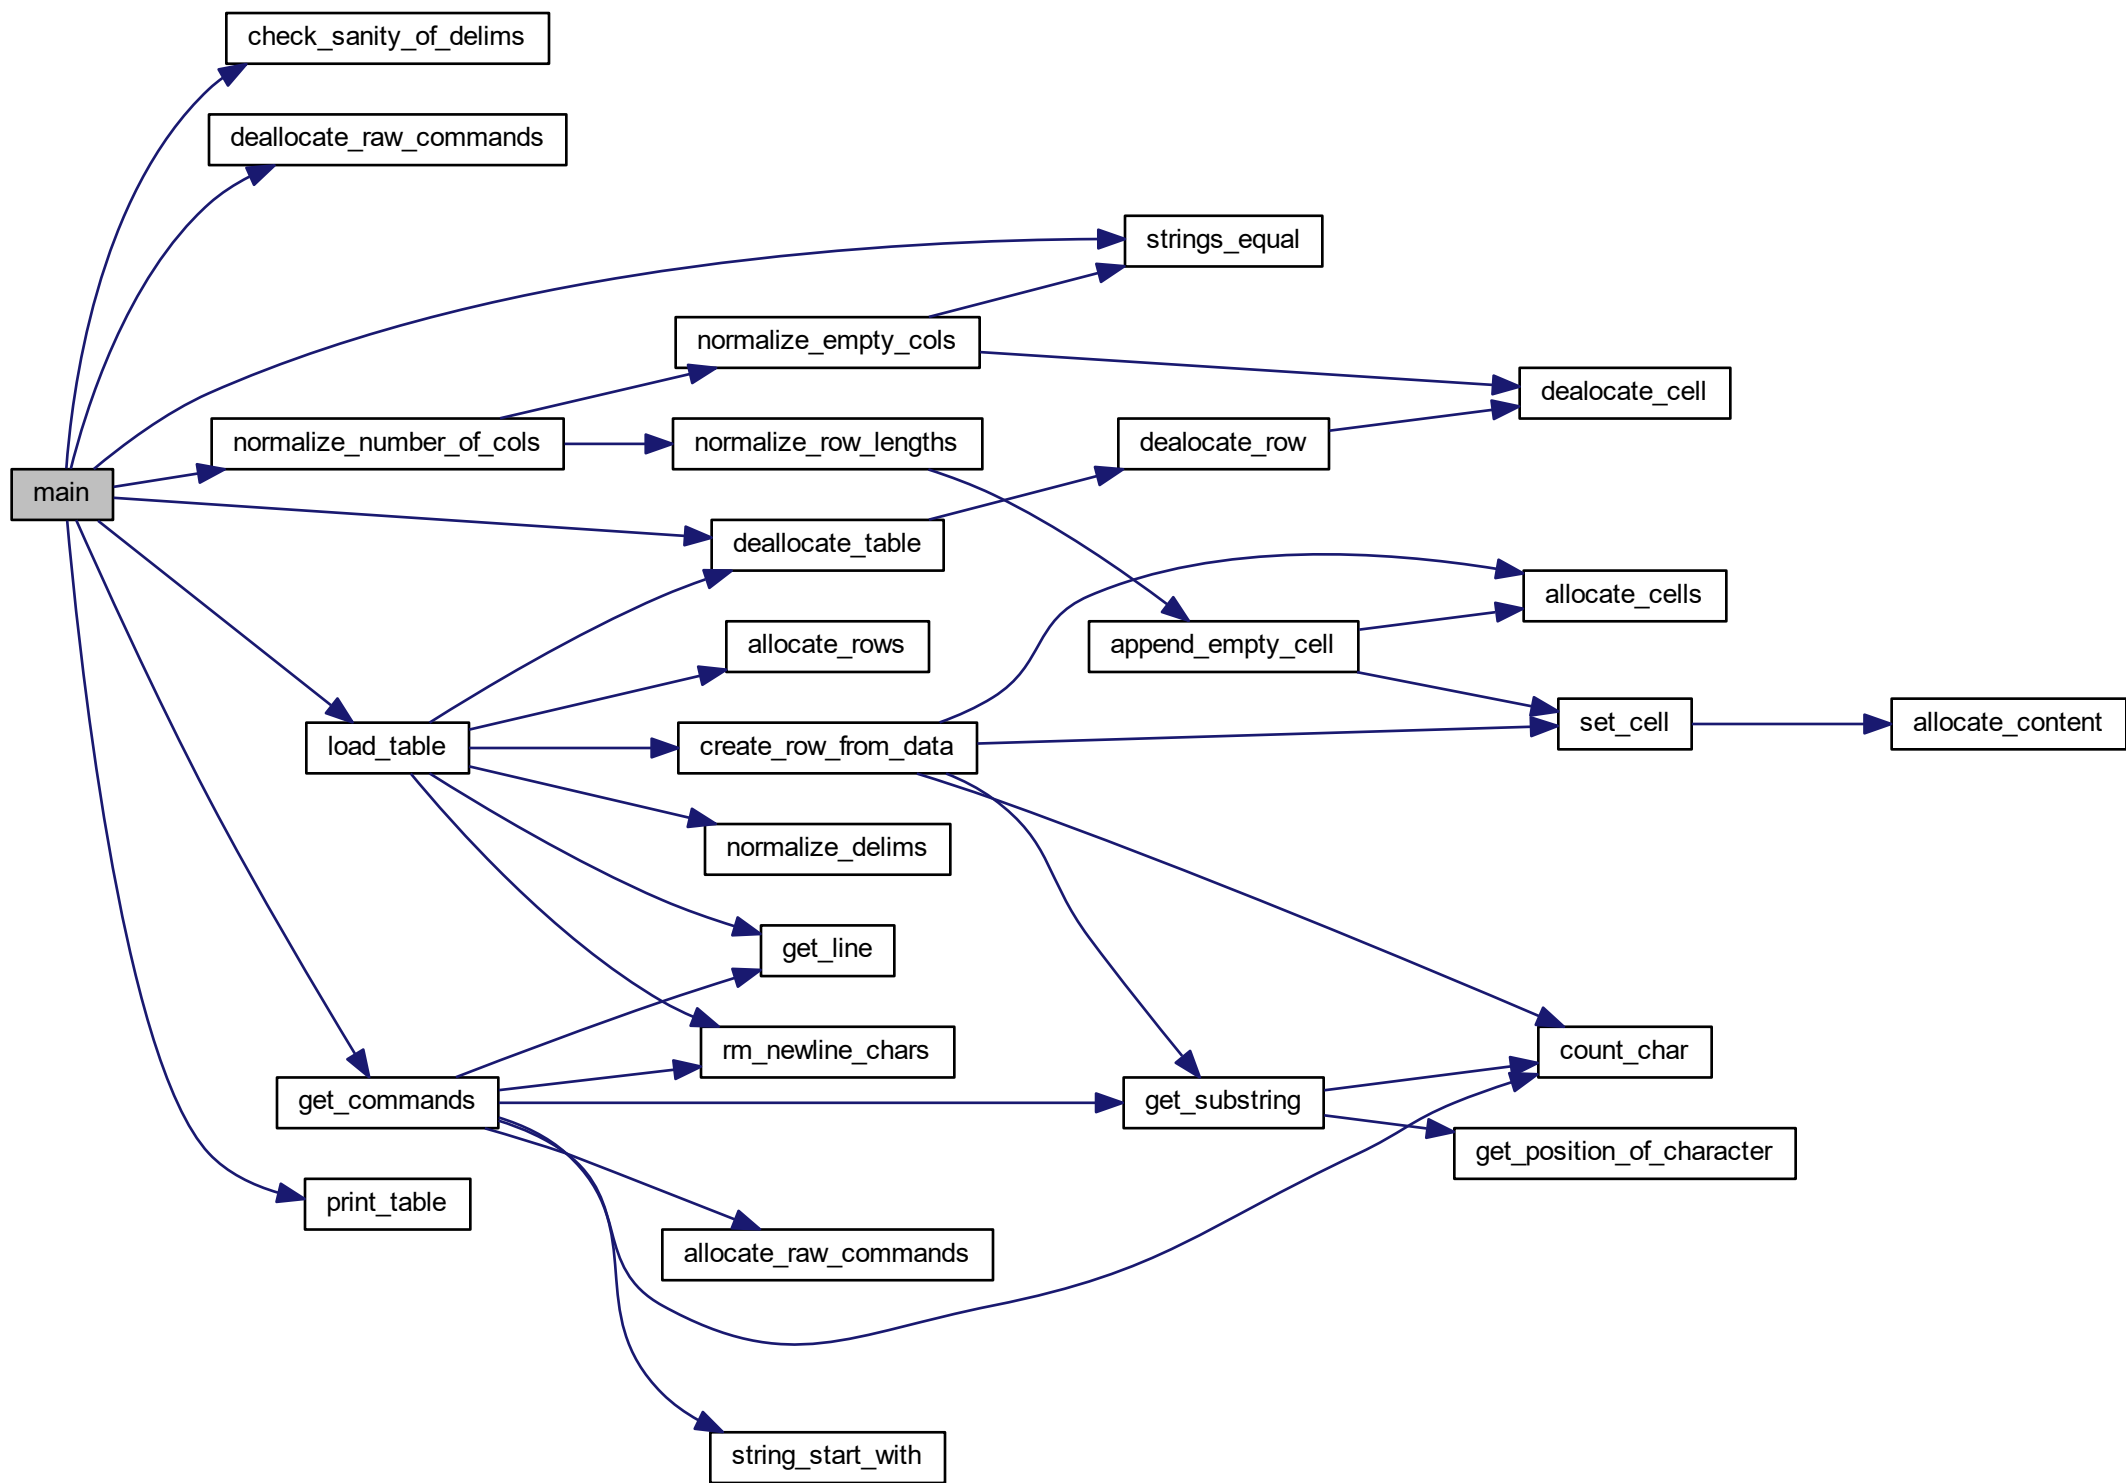 check_sanity_of_delims
deallocate_raw_commands
strings_equal
normalize_empty_cols
dealocate_cell
normalize_number_of_cols
normalize_row_lengths
dealocate_row
main
deallocate_table
allocate_cells
allocate_rows
append_empty_cell
load_table
create_row_from_data
set_cell
allocate_content
normalize_delims
get_line
rm_newline_chars
count_char
get_commands
get_substring
get_position_of_character
print_table
allocate_raw_commands
string_start_with